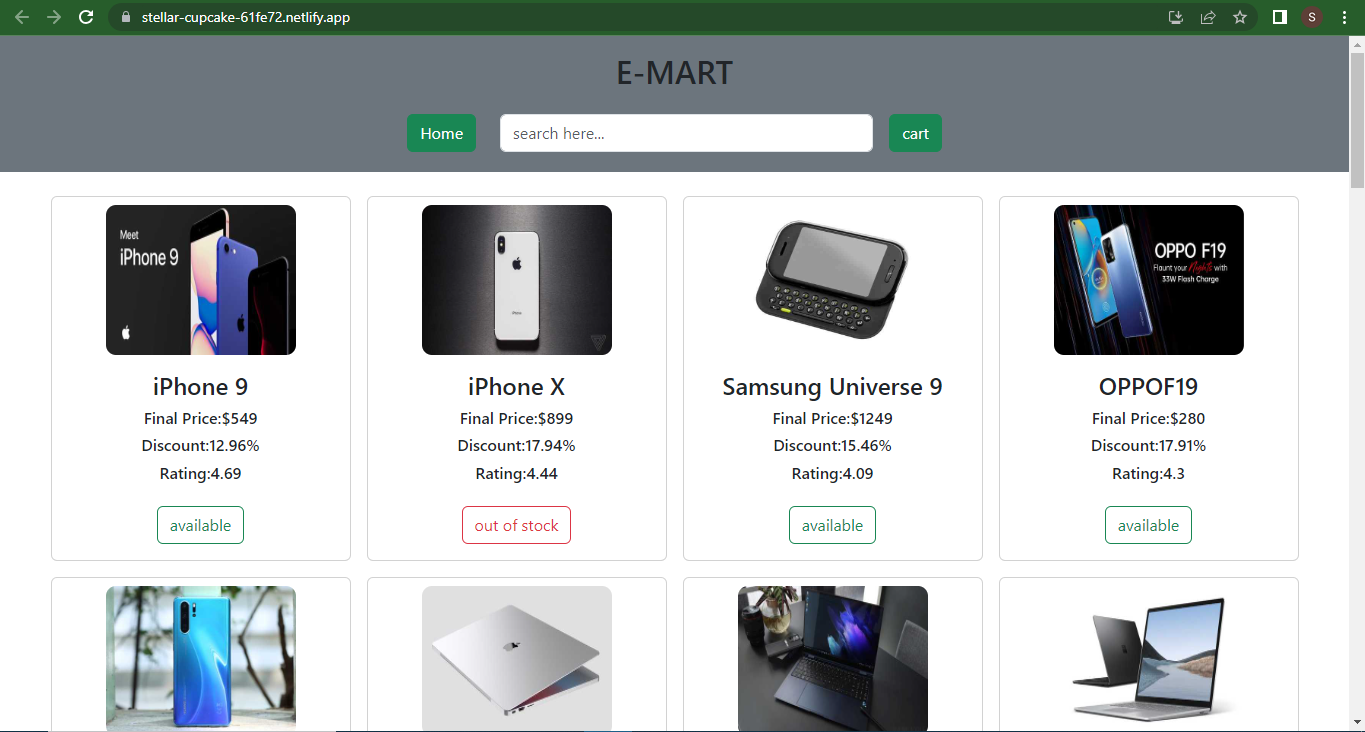 stellar-cupcake-61fe72.netlify.app
S
E-MART
Home
search here...
cart
Meet
iPhone 9
iPhone
OPPO F19
Flaunt your Nights with
33W Flash Charge
iPhone 9
Final Price:$549
Discount:12.96%
Rating:4.69
available
iPhone X
Final Price:$899
Discount:17.94%
Rating:4.44
out of stock
Samsung Universe 9
Final Price:$1249
Discount:15.46%
Rating:4.09
available
OPPOF19
Final Price:$280
Discount:17.91%
Rating:4.3
available